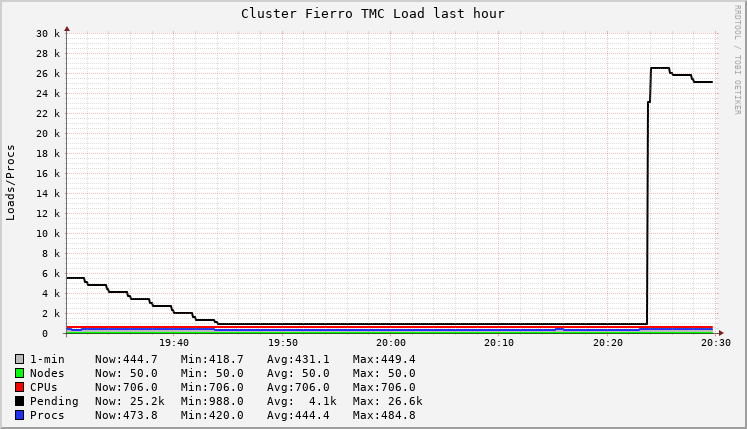 Cluster Fierro TMC Load last hour
RRDTOOL / TOBI OETIKER
Loads/Procs
30 k
28 k
26 k
24 k
22 k
20 k
18 k
16 k
14 k
12 k
10 k
8 k
6 k
4 k
2 k
0
19:40 19:50 20:00 20:10 20:20 20:30
1-min Now:444.7 Min:418.7 Avg:431.1 Max:449.4
Nodes Now: 50.0 Min: 50.0 Avg: 50.0 Max: 50.0
CPUs Now:706.0 Min:706.0 Avg:706.0 Max:706.0
Pending Now: 25.2k Min:988.0 Avg: 4.1k Max: 26.6k
Procs Now:473.8 Min:420.0 Avg:444.4 Max:484.8